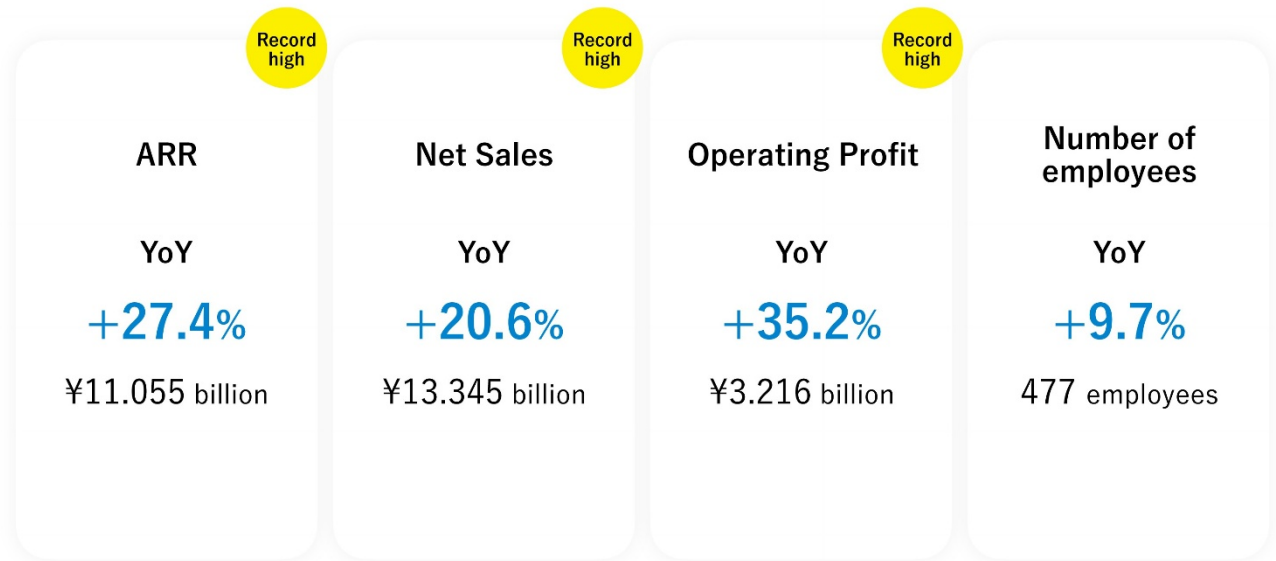 Record
high
ARR
YoY
+27.4%
¥11.055 billion
Record
high
Net Sales
YoY
+20.6%
¥13.345 billion
Record
high
Operating Profit
YoY
+35.2%
¥3.216 billion
Number of
employees
YoY
+9.7%
477 employees